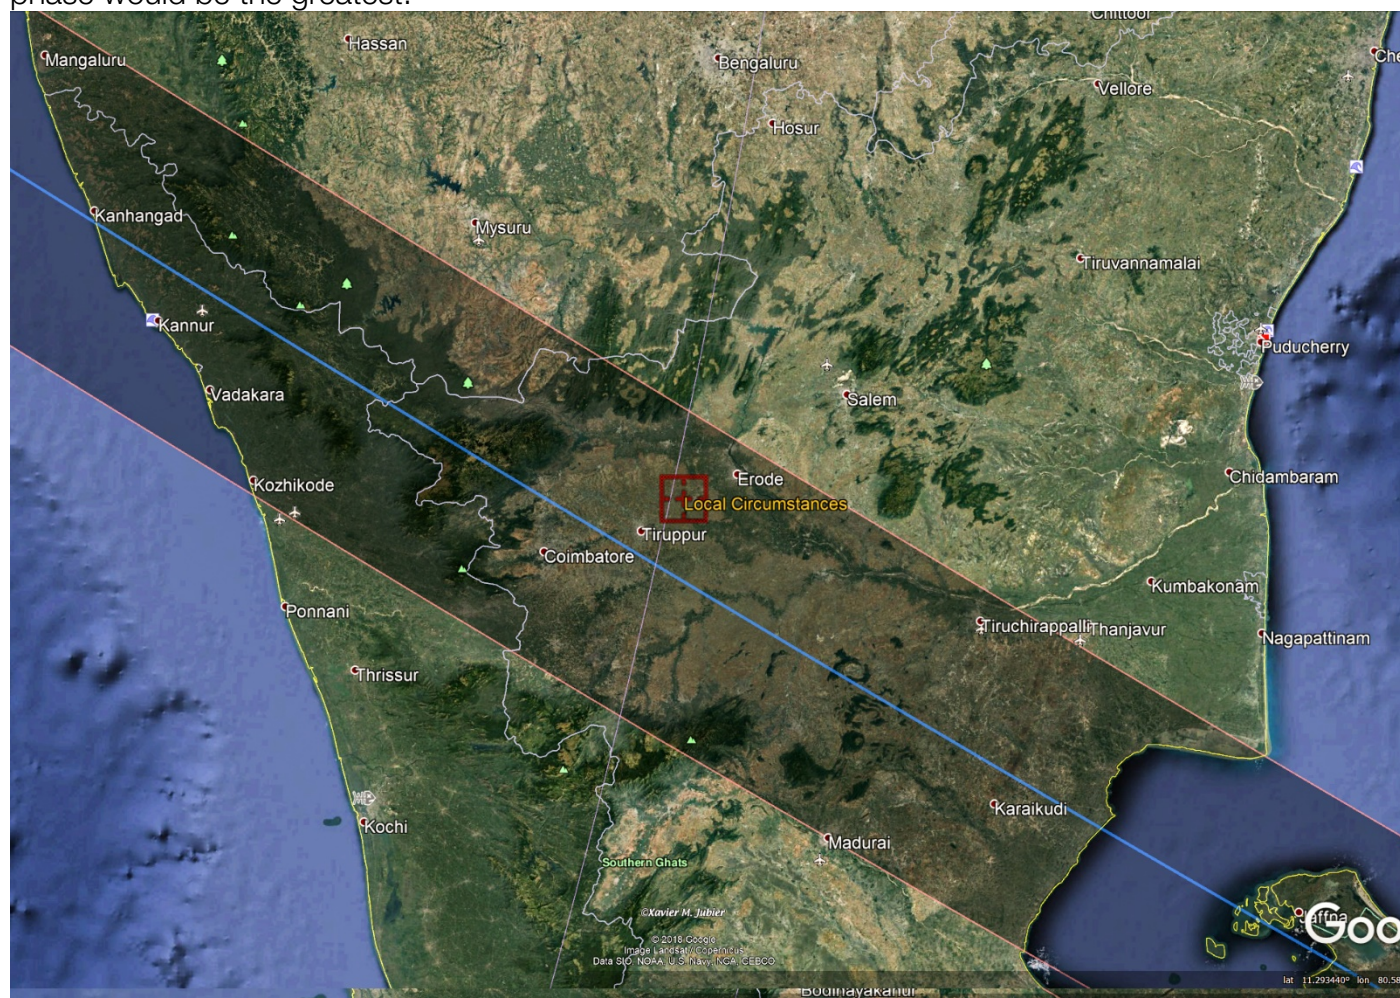 phase would be the greatest.
Chittoor
Mangaluru
Hassan
Bengaluru
Vellore
Hosur
Kanhangad
Mysuru
Tiruvannamalai
Kannur
Puducherry
Vadakara
Salem
Kozhikode
Erode
Chidambaram
Local Circumstances
Tiruppur
Coimbatore
Kumbakonam
Ponnani
Tiruchirappalli
Thanjavur
Nagapattinam
Thrissur
Karaikudi
Kochi
Madurai
Southern Ghats
©Xavier M. Jubier
Jaffna
Goo
© 2018 Google
Image Landsat / Copernicus
Data SIO, NOAA, U.S. Navy, NGA, GEBCO
lat 11.293440° lon 80.58